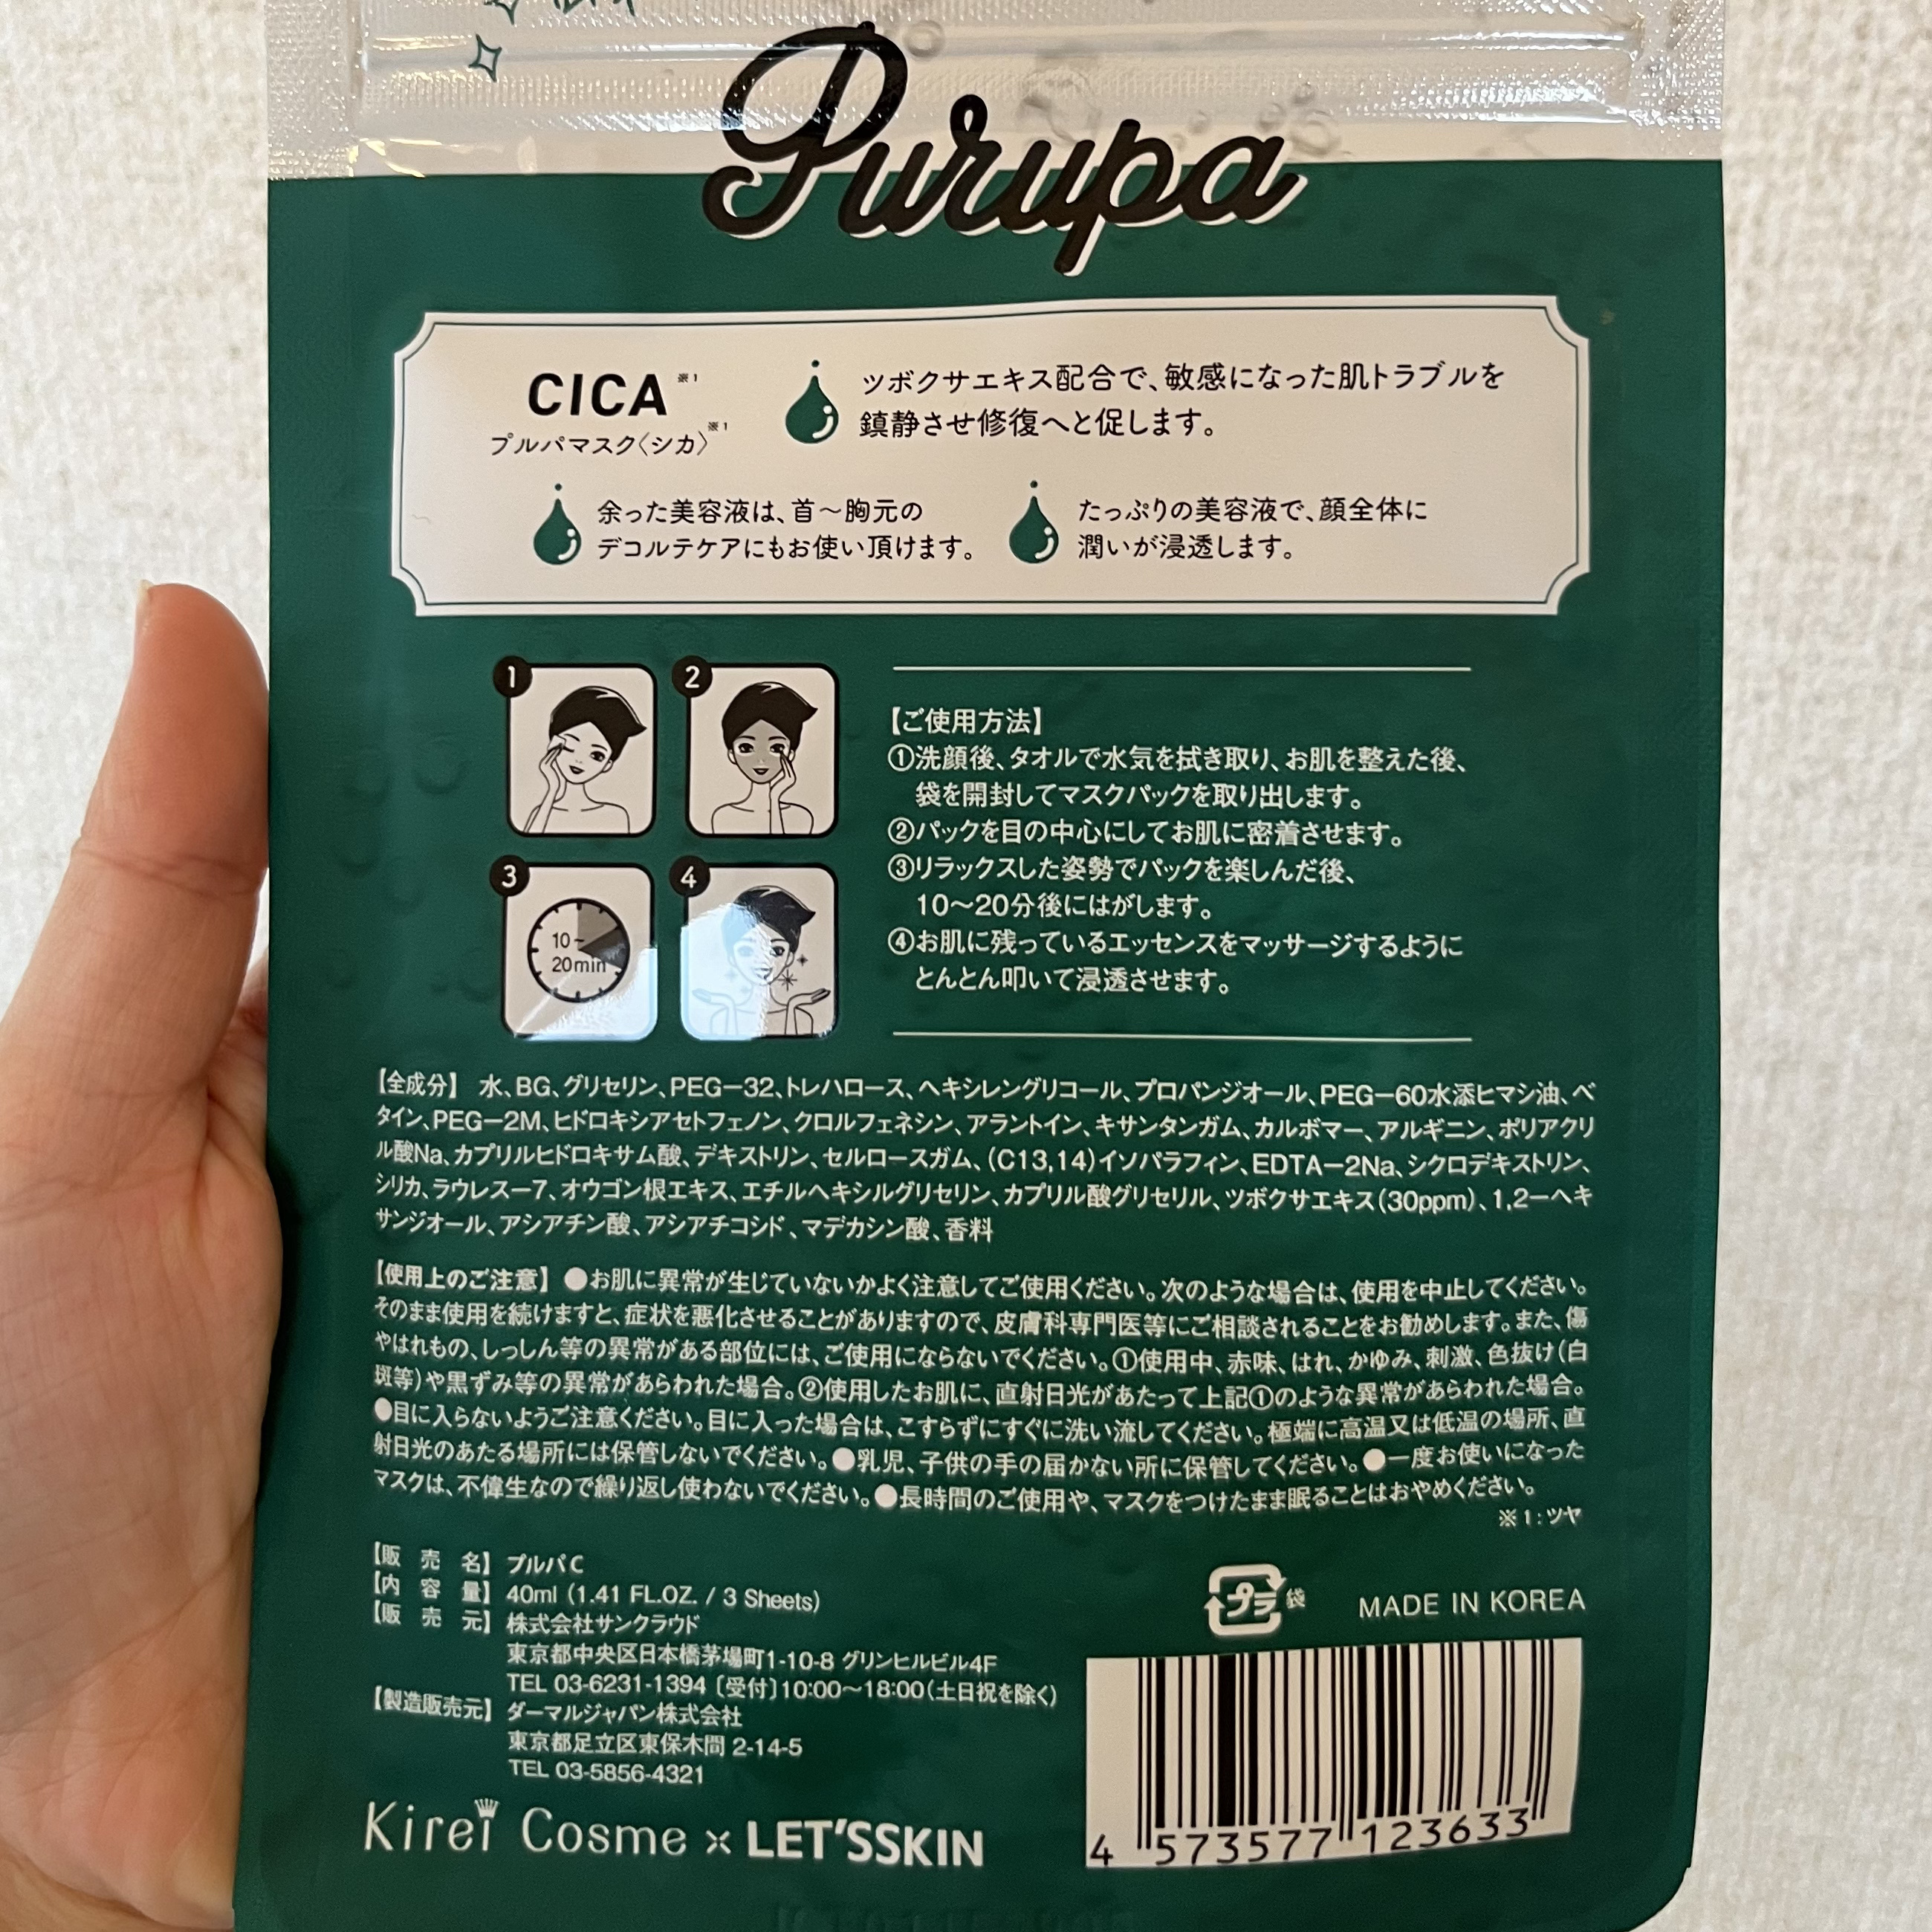 Purupa
CICA ※1
プルパマスク〈シカ〉※1
ツボクサエキス配合で、敏感になった肌トラブルを
鎮静させ修復へと促します。
余った美容液は、首〜胸元の
デコルテケアにもお使い頂けます。
たっぷりの美容液で、顔全体に
潤いが浸透します。
1
2
3
10~
20min
4
【ご使用方法】
①洗顔後、タオルで水気を拭き取り、お肌を整えた後、
袋を開封してマスクパックを取り出します。
②パックを目の中心にしてお肌に密着させます。
③リラックスした姿勢でパックを楽しんだ後、
10〜20分後にはがします。
④お肌に残っているエッセンスをマッサージするように
とんとん叩いて浸透させます。
【全成分】 水、BG、グリセリン、PEG－32、トレハロース、ヘキシレングリコール、プロパンジオール、PEG－60水添ヒマシ油、ベ
タイン、PEG－2M、ヒドロキシアセトフェノン、クロルフェネシン、アラントイン、キサンタンガム、カルボマー、アルギニン、ポリアクリ
ル酸Na、カプリルヒドロキサム酸、デキストリン、セルロースガム、(C13,14)イソパラフィン、EDTA－2Na、シクロデキストリン、
シリカ、ラウレス－7、オウゴン根エキス、エチルヘキシルグリセリン、カプリル酸グリセリル、ツボクサエキス(30ppm)、1,2－ヘキ
サンジオール、アシアチン酸、アシアチコシド、マデカシン酸、香料
【使用上のご注意】●お肌に異常が生じていないかよく注意してご使用ください。次のような場合は、使用を中止してください。
そのまま使用を続けますと、症状を悪化させることがありますので、皮膚科専門医等にご相談されることをお勧めします。また、傷
やはれもの、しっしん等の異常がある部位には、ご使用にならないでください。①使用中、赤味、はれ、かゆみ、刺激、色抜け(白
斑等)や黒ずみ等の異常があらわれた場合。②使用したお肌に、直射日光があたって上記①のような異常があらわれた場合。
●目に入らないようご注意ください。目に入った場合は、こすらずにすぐに洗い流してください。極端に高温又は低温の場所、直
射日光のあたる場所には保管しないでください。●乳児、子供の手の届かない所に保管してください。●一度お使いになった
マスクは、不偉生なので繰り返し使わないでください。●長時間のご使用や、マスクをつけたまま眠ることはおやめください。
※1：ツヤ
【販売名】プルパC
【内容量】40ml (1.41 FL.OZ. / 3 Sheets)
【販売元】株式会社サンクラウド
東京都中央区日本橋茅場町1-10-8 グリンヒルビル4F
TEL 03-6231-1394〔受付〕10:00〜18:00(土日祝を除く)
【製造販売元】ダーマルジャパン株式会社
東京都足立区東保木間 2-14-5
TEL 03-5856-4321
プラ 袋
MADE IN KOREA
4 573577 123633
Kirei Cosme × LET'SSKIN